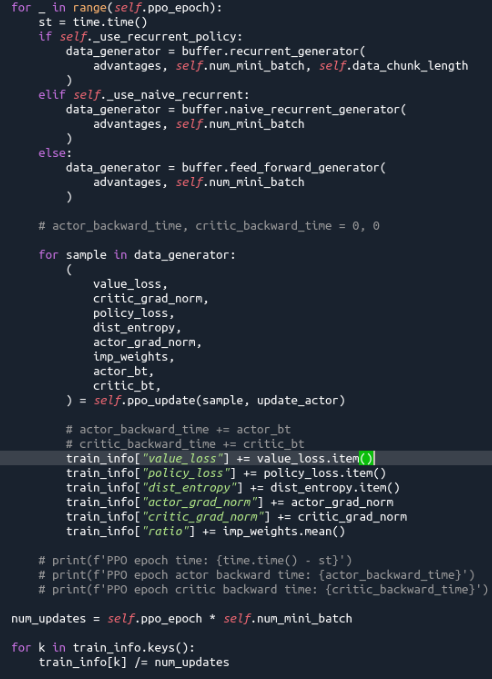 for _ in range(self.ppo_epoch):
    st = time.time()
    if self._use_recurrent_policy:
        data_generator = buffer.recurrent_generator(
            advantages, self.num_mini_batch, self.data_chunk_length
        )
    elif self._use_naive_recurrent:
        data_generator = buffer.naive_recurrent_generator(
            advantages, self.num_mini_batch
        )
    else:
        data_generator = buffer.feed_forward_generator(
            advantages, self.num_mini_batch
        )

    # actor_backward_time, critic_backward_time = 0, 0

    for sample in data_generator:
        (
            value_loss,
            critic_grad_norm,
            policy_loss,
            dist_entropy,
            actor_grad_norm,
            imp_weights,
            actor_bt,
            critic_bt,
        ) = self.ppo_update(sample, update_actor)

        # actor_backward_time += actor_bt
        # critic_backward_time += critic_bt
        train_info["value_loss"] += value_loss.item()
        train_info["policy_loss"] += policy_loss.item()
        train_info["dist_entropy"] += dist_entropy.item()
        train_info["actor_grad_norm"] += actor_grad_norm
        train_info["critic_grad_norm"] += critic_grad_norm
        train_info["ratio"] += imp_weights.mean()

    # print(f'PPO epoch time: {time.time() - st}')
    # print(f'PPO epoch actor backward time: {actor_backward_time}')
    # print(f'PPO epoch critic backward time: {critic_backward_time}')

num_updates = self.ppo_epoch * self.num_mini_batch

for k in train_info.keys():
    train_info[k] /= num_updates